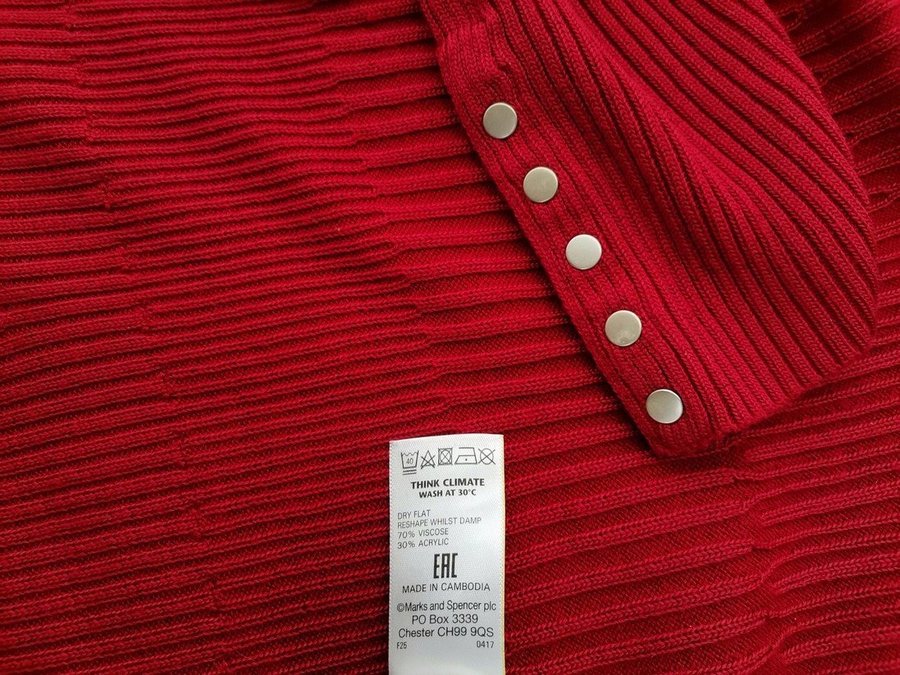 40
THINK CLIMATE
WASH AT 30°C
DRY FLAT
RESHAPE WHILST DAMP
70% VISCOSE
30% ACRYLIC
EAC
MADE IN CAMBODIA
©Marks and Spencer plc
PO Box 3339
Chester CH99 9QS
F25 0417